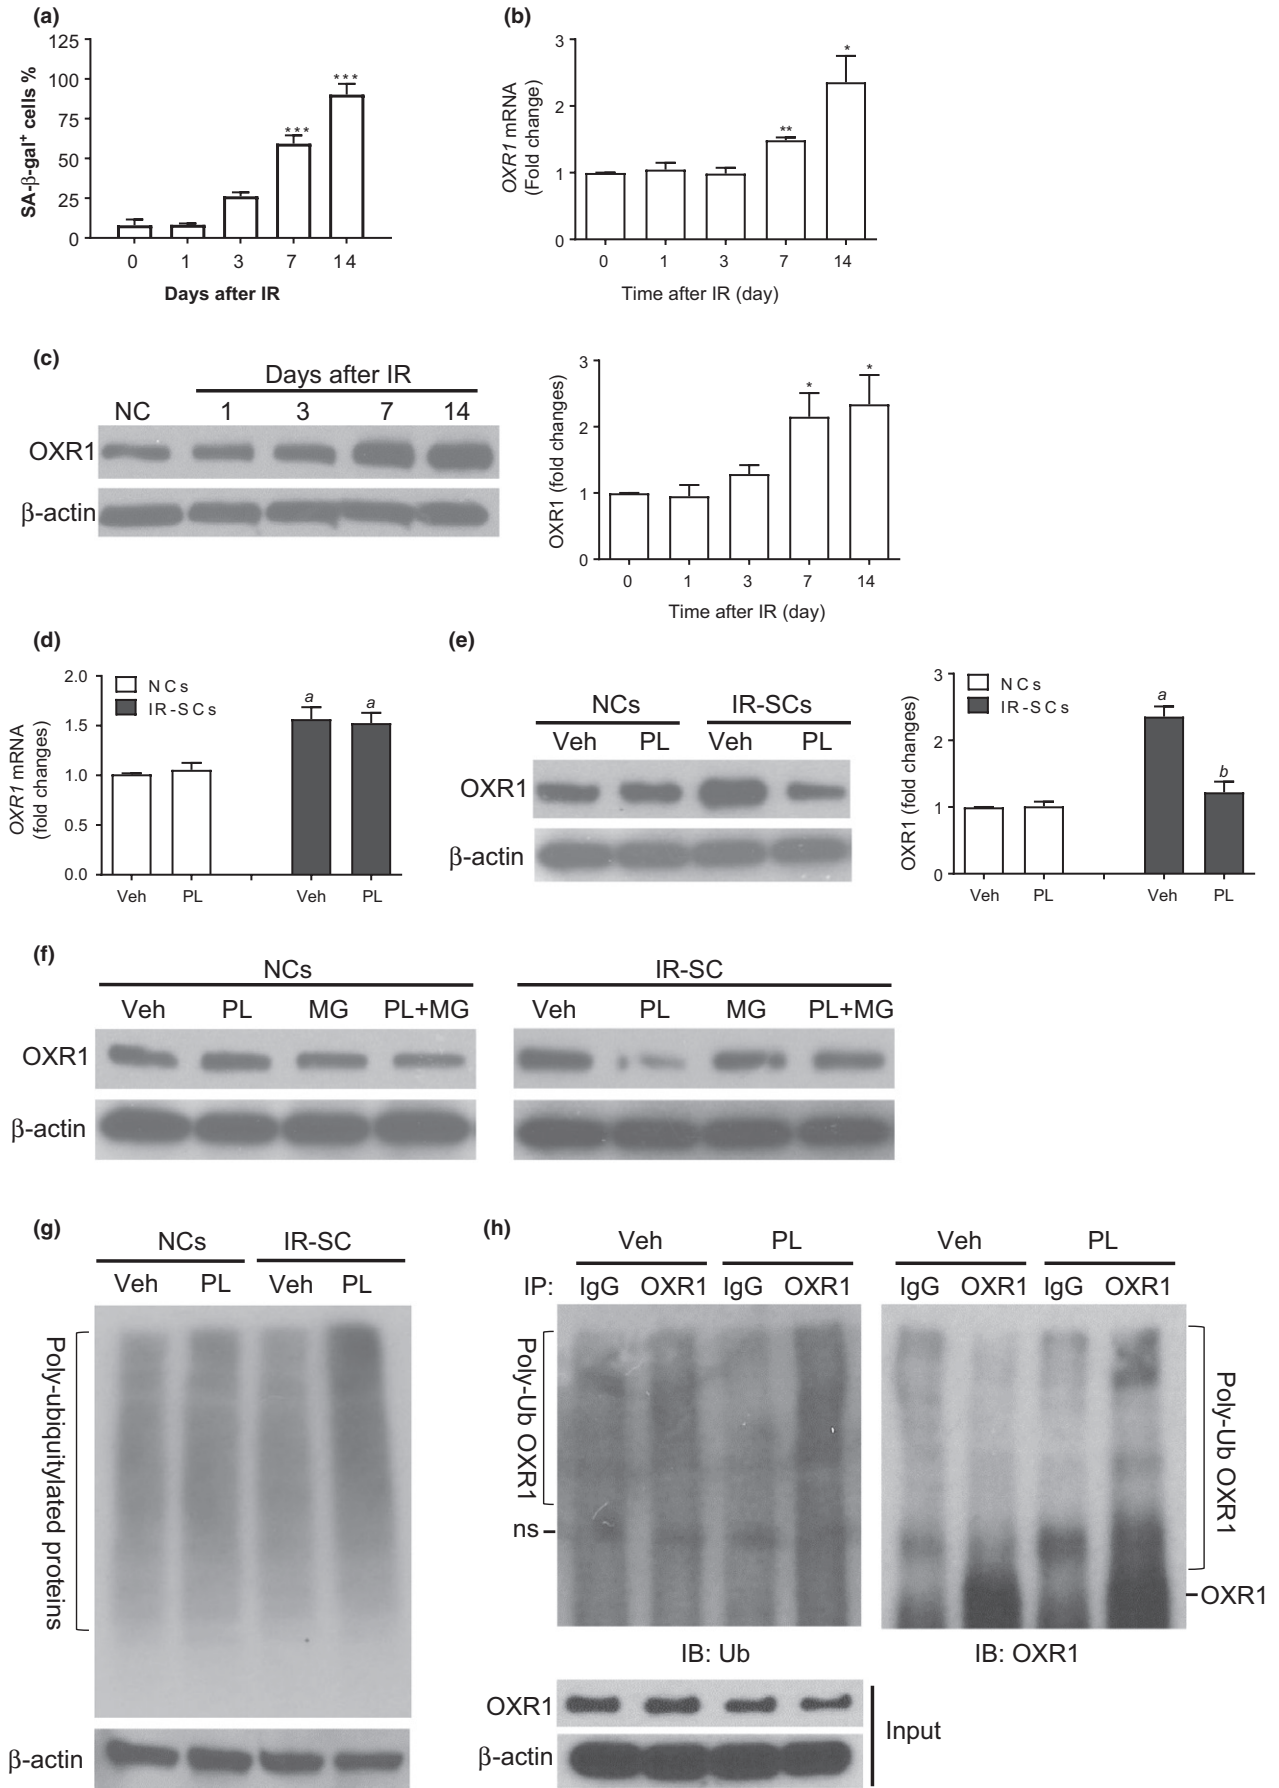 (a)
125
100
75
50
25
0
SA-β-gal⁺ cells %
***
***
0 1 3 7 14
Days after IR
(b)
3
2
1
0
OXR1 mRNA
(Fold change)
**
*
0 1 3 7 14
Time after IR (day)
(c)
Days after IR
NC 1 3 7 14
OXR1
β-actin
3
2
1
0
OXR1 (fold changes)
*
*
0 1 3 7 14
Time after IR (day)
(d)
2.0
1.5
1.0
0.5
0.0
OXR1 mRNA
(fold changes)
NCs
IR-SCs
a
a
Veh PL Veh PL
(e)
NCs IR-SCs
Veh PL Veh PL
OXR1
β-actin
3
2
1
0
OXR1 (fold changes)
NCs
IR-SCs
a
b
Veh PL Veh PL
(f)
NCs
Veh PL MG PL+MG
OXR1
β-actin
IR-SC
Veh PL MG PL+MG
(g)
NCs IR-SC
Veh PL Veh PL
Poly-ubiquitylated proteins
β-actin
(h)
Veh PL
IP: IgG OXR1 IgG OXR1
Poly-Ub OXR1
ns
IB: Ub
Veh PL
IgG OXR1 IgG OXR1
Poly-Ub OXR1
OXR1
IB: OXR1
OXR1
β-actin
Input